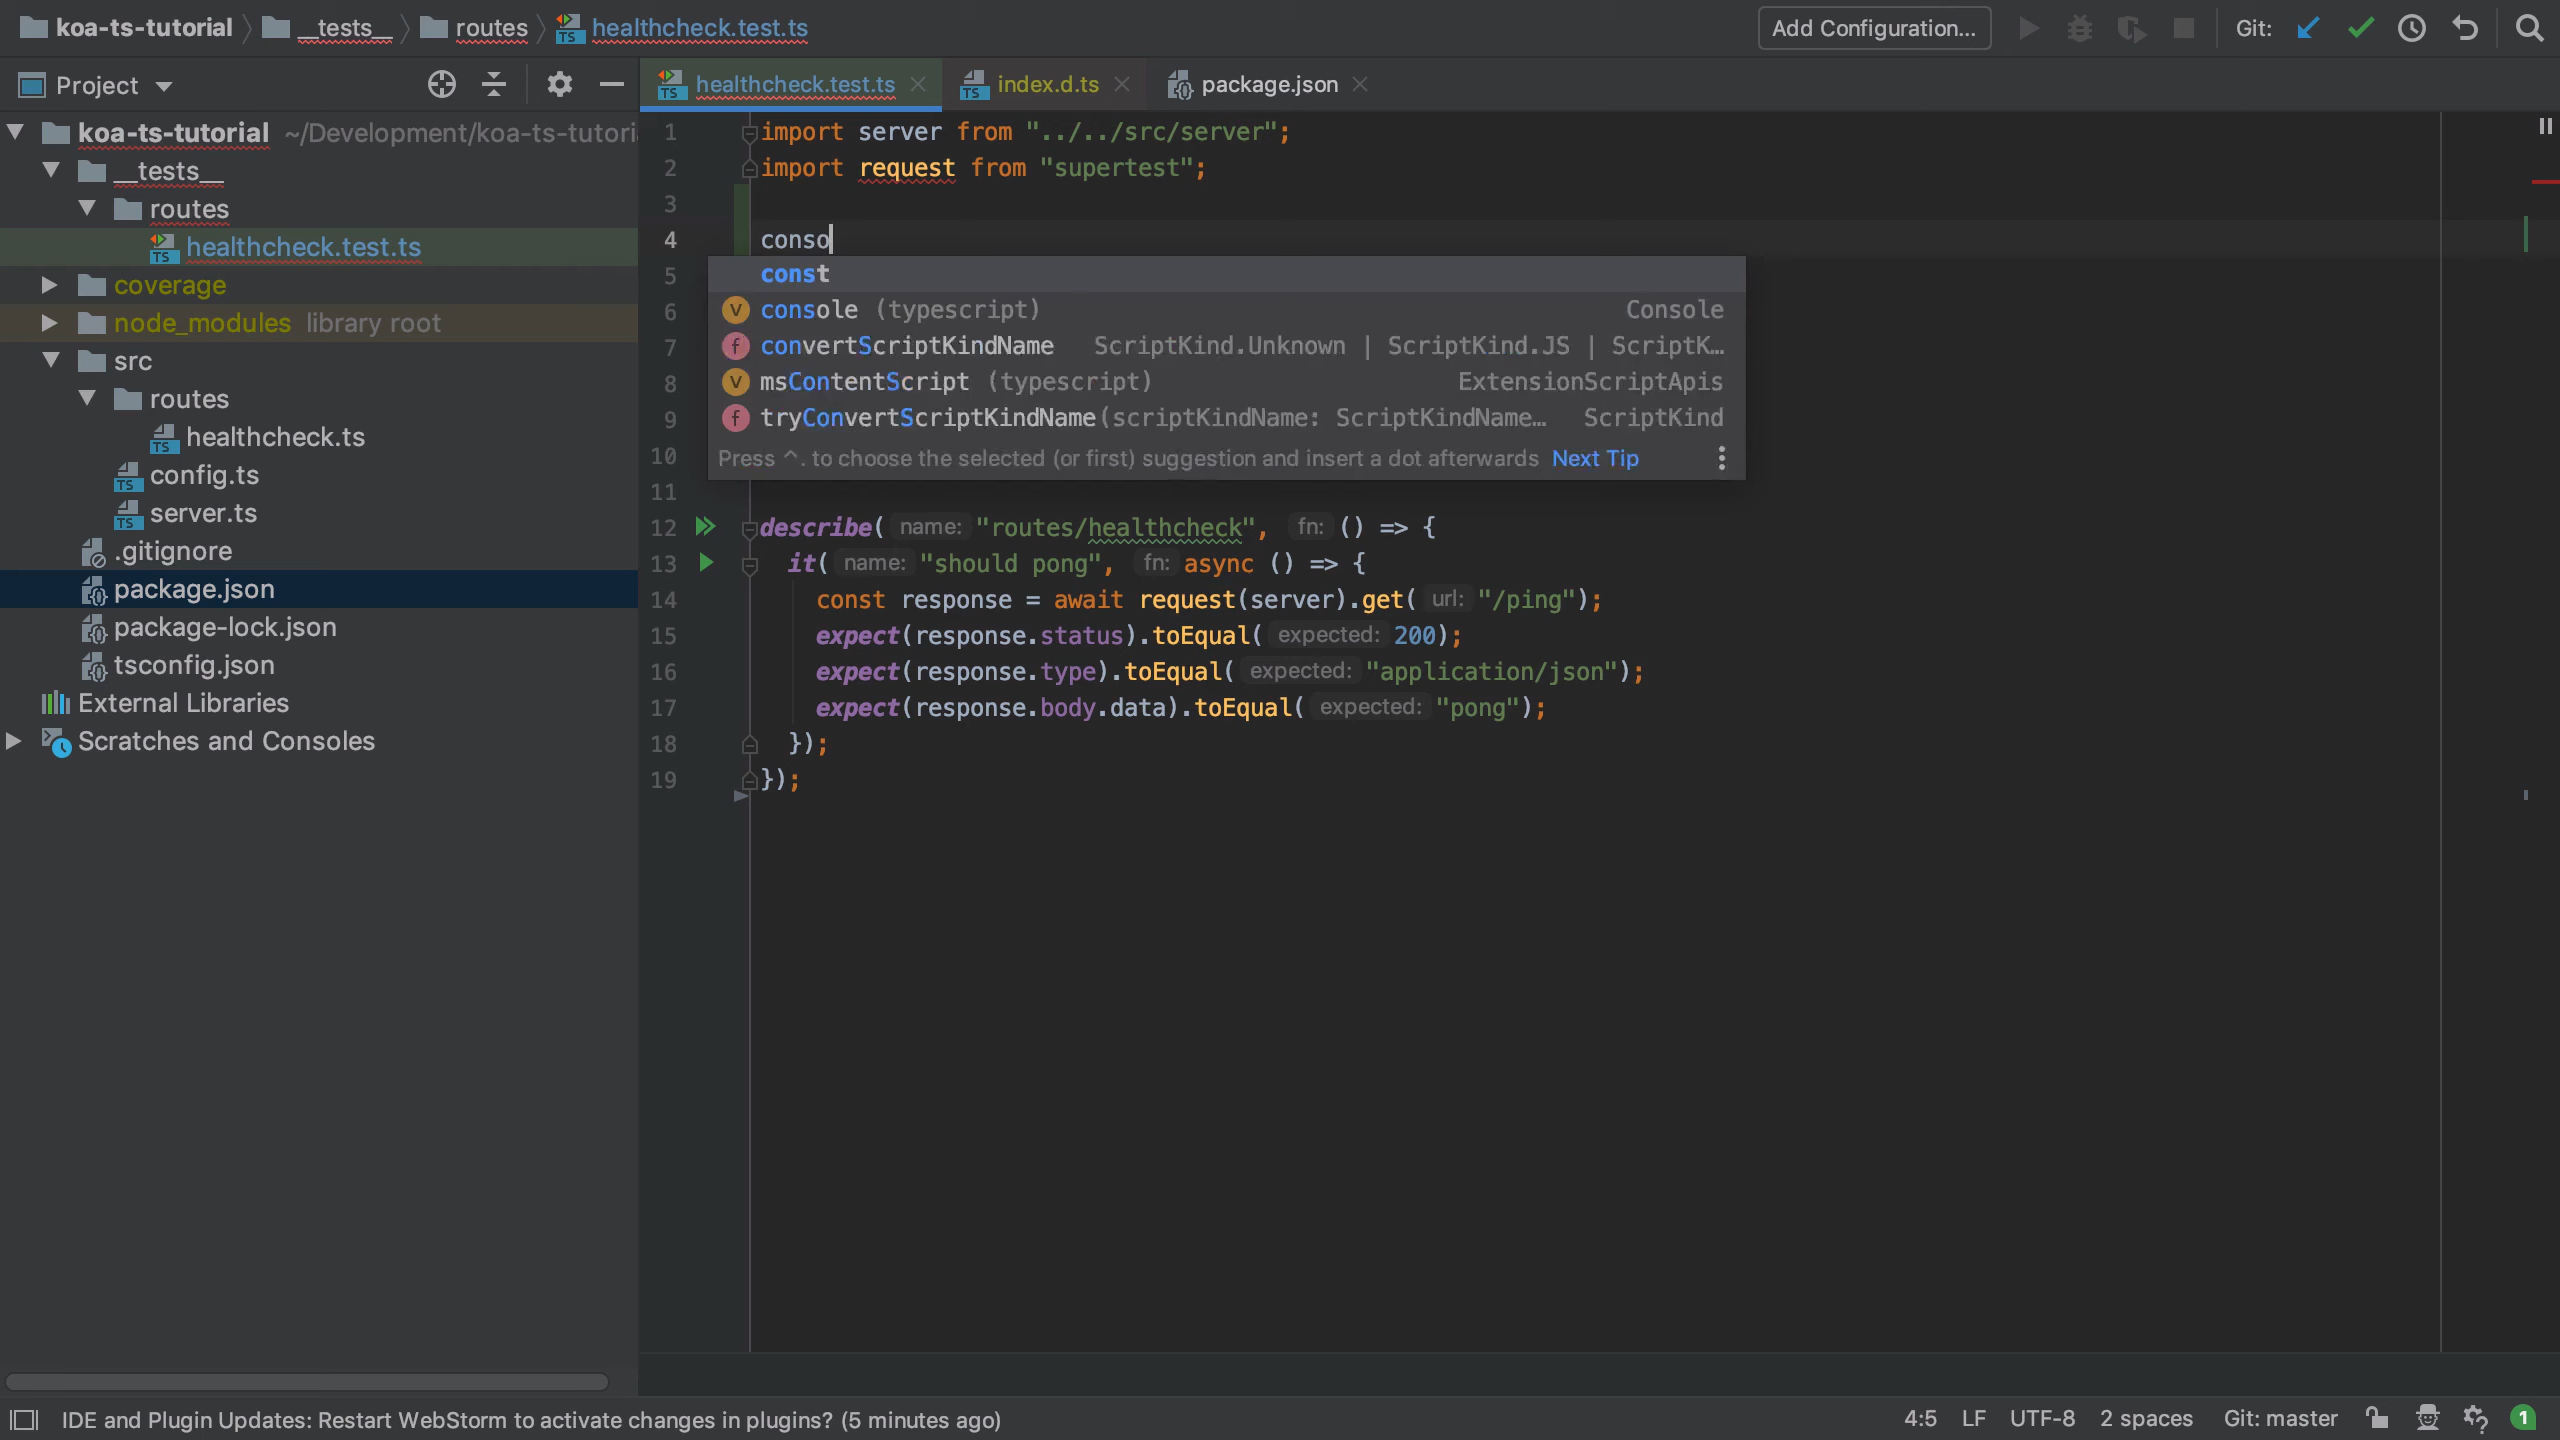 koa-ts-tutorial __tests__ routes healthcheck.test.ts Add Configuration... Git:
Project healthcheck.test.ts index.d.ts package.json
koa-ts-tutorial ~/Development/koa-ts-tutori
__tests__
routes
healthcheck.test.ts
coverage
node_modules library root
src
routes
healthcheck.ts
config.ts
server.ts
.gitignore
package.json
package-lock.json
tsconfig.json
External Libraries
Scratches and Consoles
1 import server from "../../src/server";
2 import request from "supertest";
3
4 conso
5 const
6 console (typescript) Console
7 convertScriptKindName ScriptKind.Unknown | ScriptKind.JS | ScriptK…
8 msContentScript (typescript) ExtensionScriptApis
9 tryConvertScriptKindName(scriptKindName: ScriptKindName… ScriptKind
10 Press ^. to choose the selected (or first) suggestion and insert a dot afterwards Next Tip
11
12 describe( name: "routes/healthcheck", fn: () => {
13 it( name: "should pong", fn: async () => {
14 const response = await request(server).get( url: "/ping");
15 expect(response.status).toEqual( expected: 200);
16 expect(response.type).toEqual( expected: "application/json");
17 expect(response.body.data).toEqual( expected: "pong");
18 });
19 });
IDE and Plugin Updates: Restart WebStorm to activate changes in plugins? (5 minutes ago) 4:5 LF UTF-8 2 spaces Git: master 1